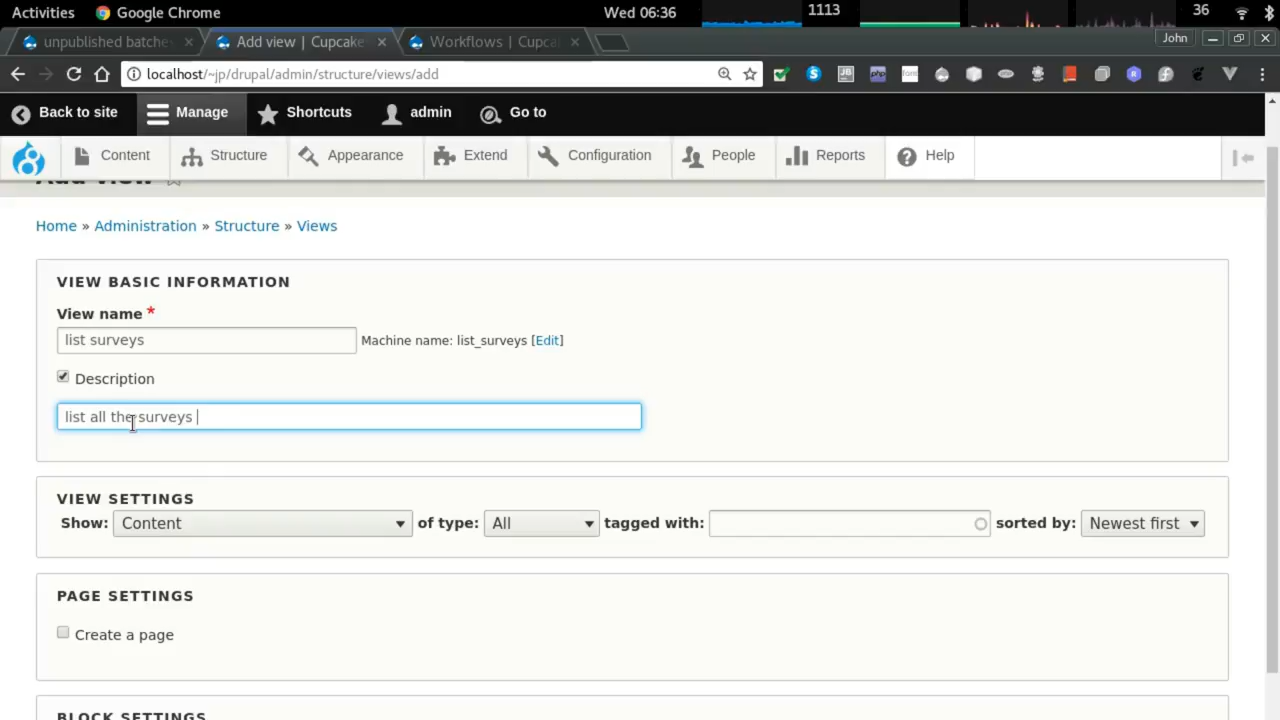 Activities Google Chrome Wed 06:36 1113 36
unpublished batche Add view | Cupcake Workflows | Cupca John
localhost/~jp/drupal/admin/structure/views/add
Back to site Manage Shortcuts admin Go to
Content Structure Appearance Extend Configuration People Reports Help
Add view
Home » Administration » Structure » Views
VIEW BASIC INFORMATION
View name *
list surveys Machine name: list_surveys [Edit]
Description
list all the surveys
VIEW SETTINGS
Show: Content of type: All tagged with: sorted by: Newest first
PAGE SETTINGS
Create a page
BLOCK SETTINGS